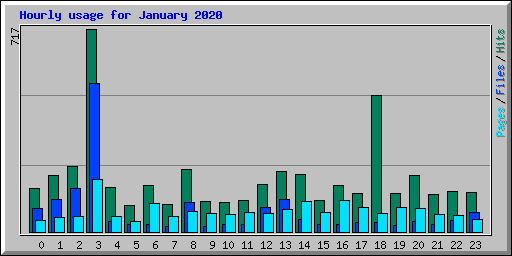 Hourly usage for January 2020
717
Pages / Files / Hits
0 1 2 3 4 5 6 7 8 9 10 11 12 13 14 15 16 17 18 19 20 21 22 23